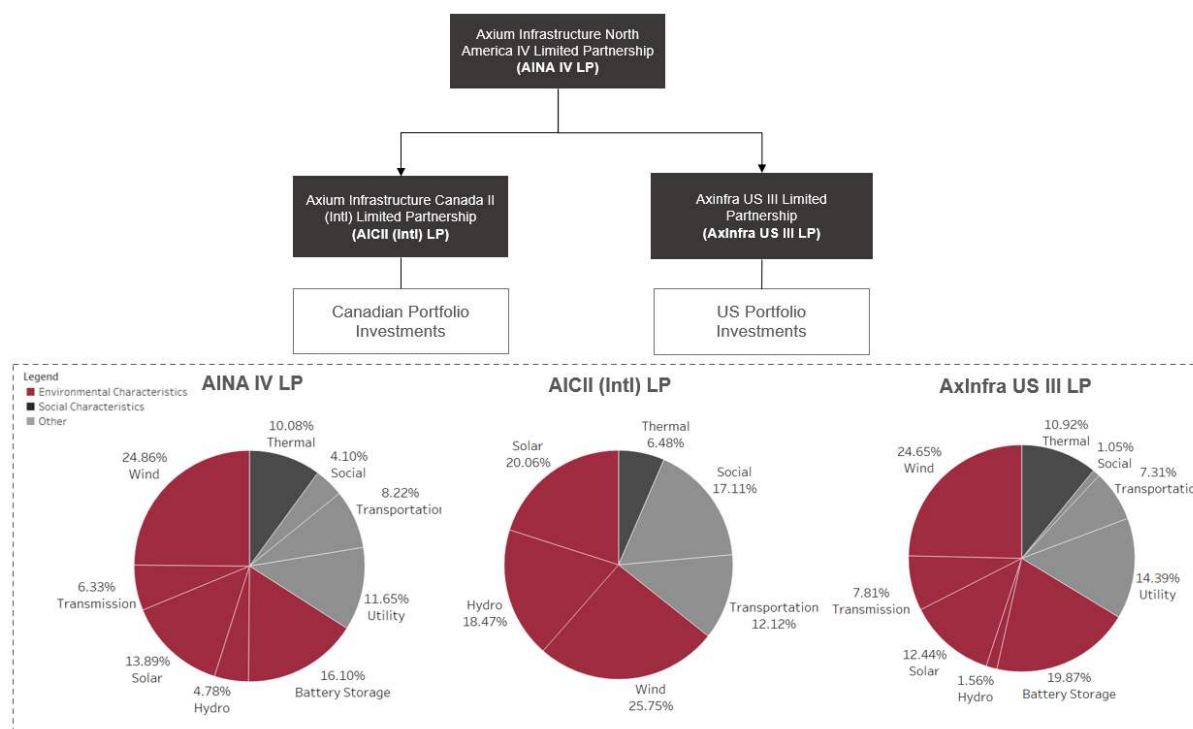 Axium Infrastructure North
America IV Limited Partnership
(AINA IV LP)
Axium Infrastructure Canada II
(Intl) Limited Partnership
(AICII (Intl) LP)
Axinfra US III Limited
Partnership
(AxInfra US III LP)
Canadian Portfolio
Investments
US Portfolio
Investments
Legend
Environmental Characteristics
Social Characteristics
Other
AINA IV LP
10.08%
Thermal
4.10%
Social
8.22%
Transportation
11.65%
Utility
16.10%
Battery Storage
4.78%
Hydro
13.89%
Solar
6.33%
Transmission
24.86%
Wind
AICII (Intl) LP
Thermal
6.48%
Social
17.11%
Transportation
12.12%
Wind
25.75%
Hydro
18.47%
Solar
20.06%
AxInfra US III LP
10.92%
Thermal
1.05%
Social
7.31%
Transportation
14.39%
Utility
19.87%
Battery Storage
1.56%
Hydro
12.44%
Solar
7.81%
Transmission
24.65%
Wind